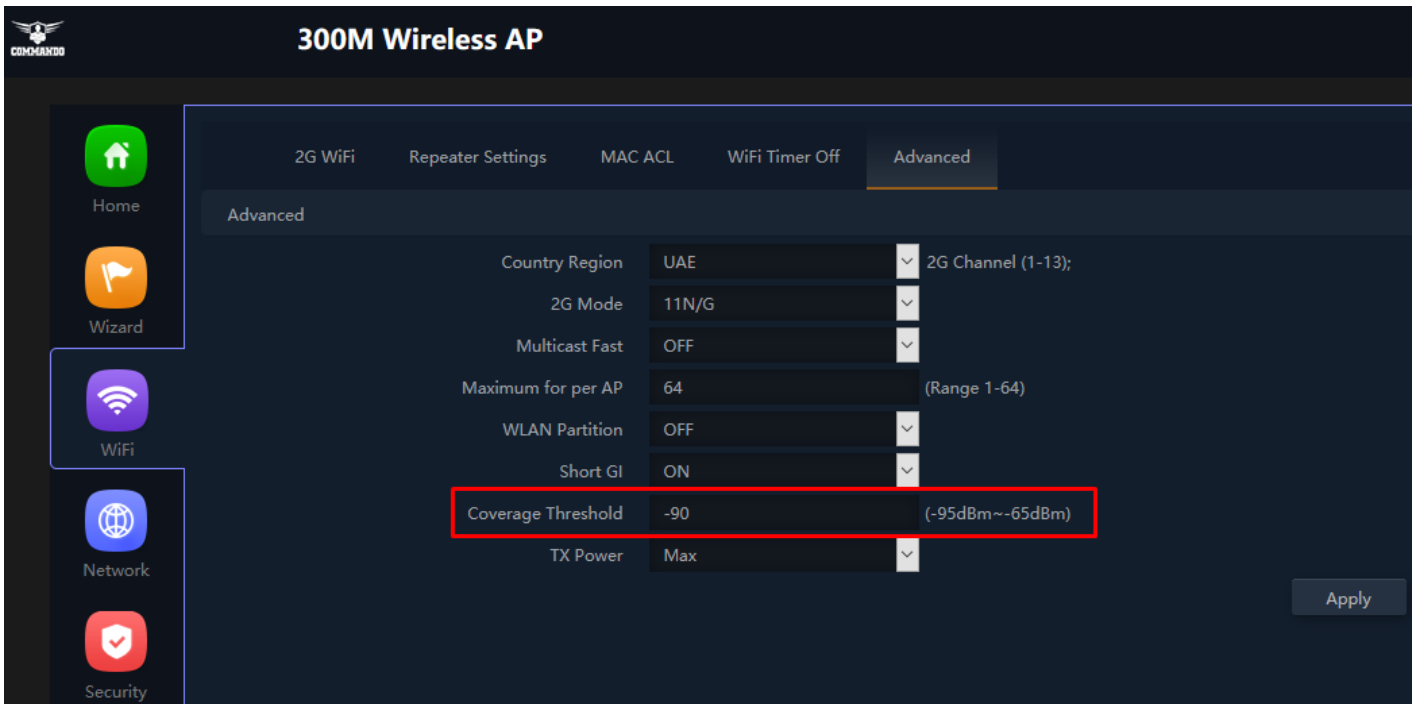 COMMANDO
300M Wireless AP
2G WiFi Repeater Settings MAC ACL WiFi Timer Off Advanced
Home
Advanced
Country Region UAE 2G Channel (1-13);
2G Mode 11N/G
Wizard
Multicast Fast OFF
Maximum for per AP 64 (Range 1-64)
WLAN Partition OFF
WiFi
Short GI ON
Coverage Threshold -90 (-95dBm~-65dBm)
TX Power Max
Network
Apply
Security